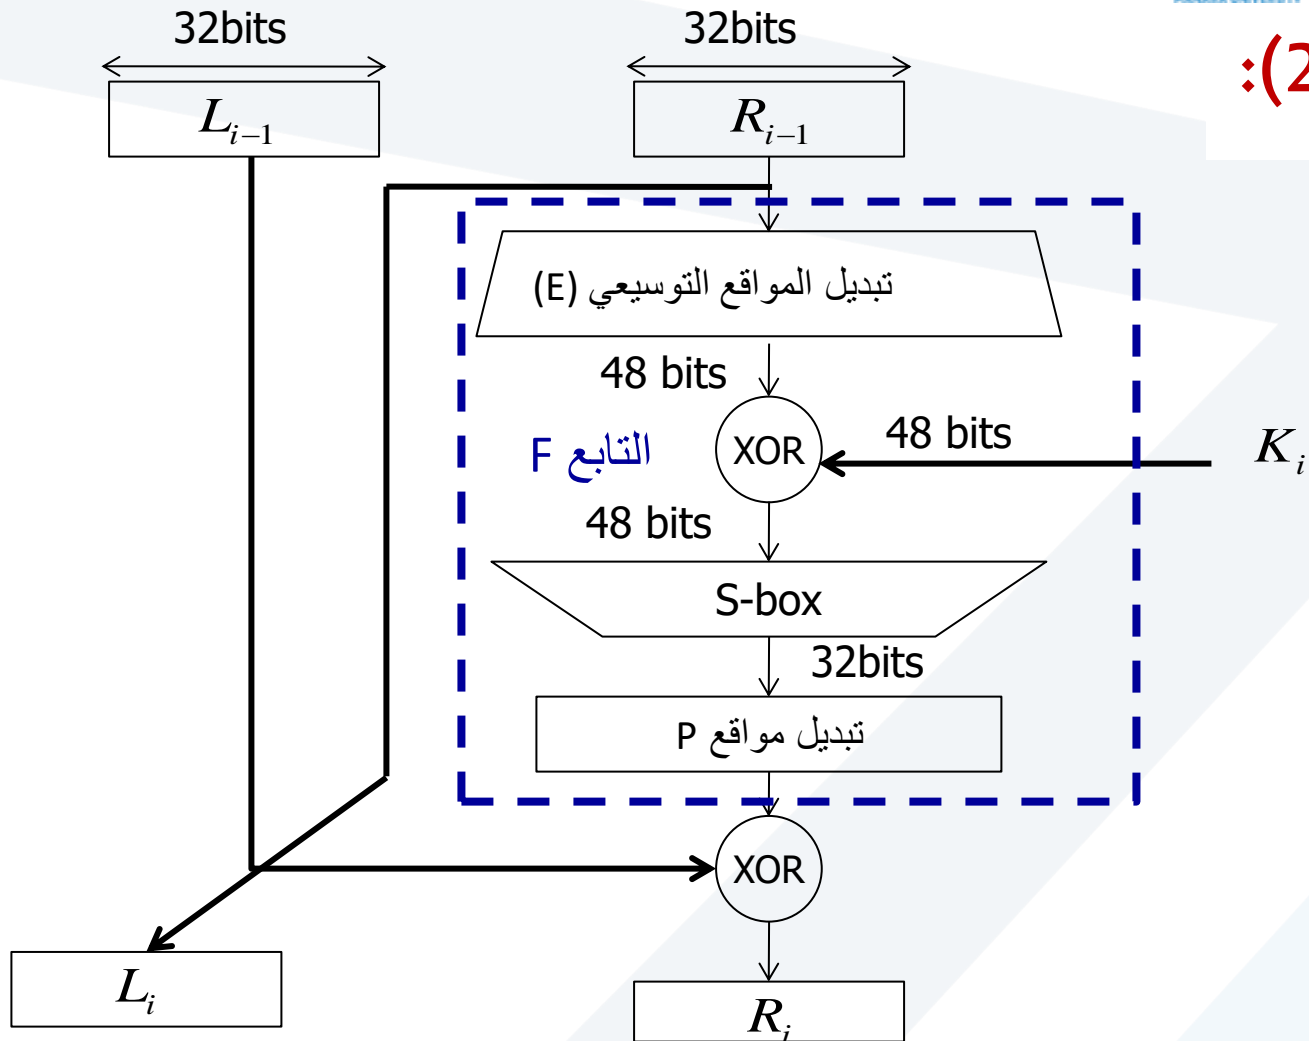 32bits
32bits
:(2
L_{i-1}
R_{i-1}
تبديل المواقع التوسيعي (E)
48 bits
التابع F
XOR
48 bits
K_i
48 bits
S-box
32bits
تبديل مواقع P
XOR
L_i
R_i